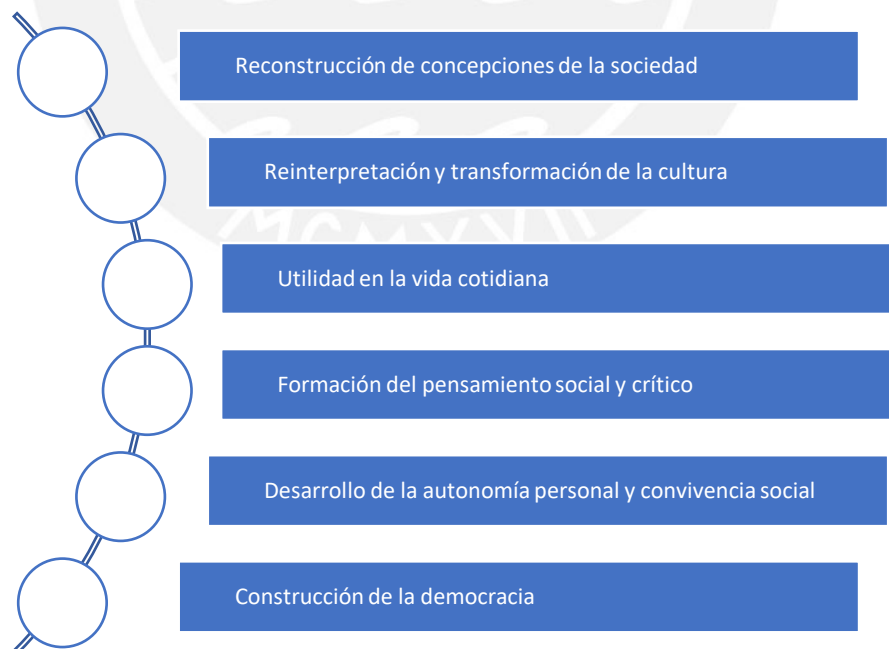 Reconstrucción de concepciones de la sociedad
Reinterpretación y transformación de la cultura
MCMXVII
Utilidad en la vida cotidiana
Formación del pensamiento social y crítico
Desarrollo de la autonomía personal y convivencia social
Construcción de la democracia